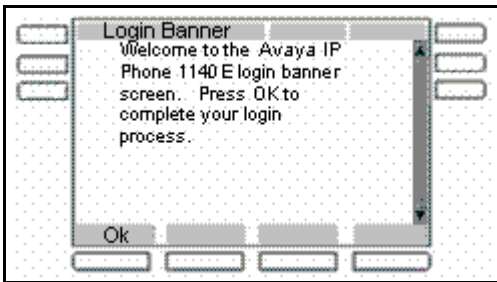 Login Banner
Welcome to the Avaya IP
Phone 1140 E login banner
screen. Press OK to
complete your login
process.
Ok